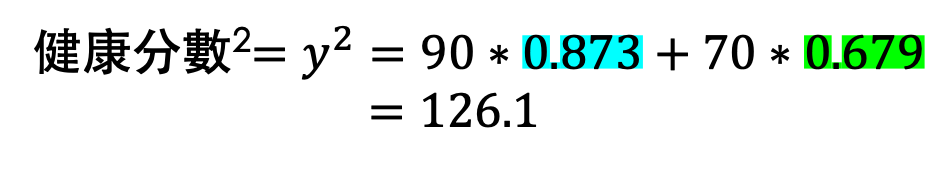 健康分數²= y² = 90 * 0.873 + 70 * 0.679
= 126.1